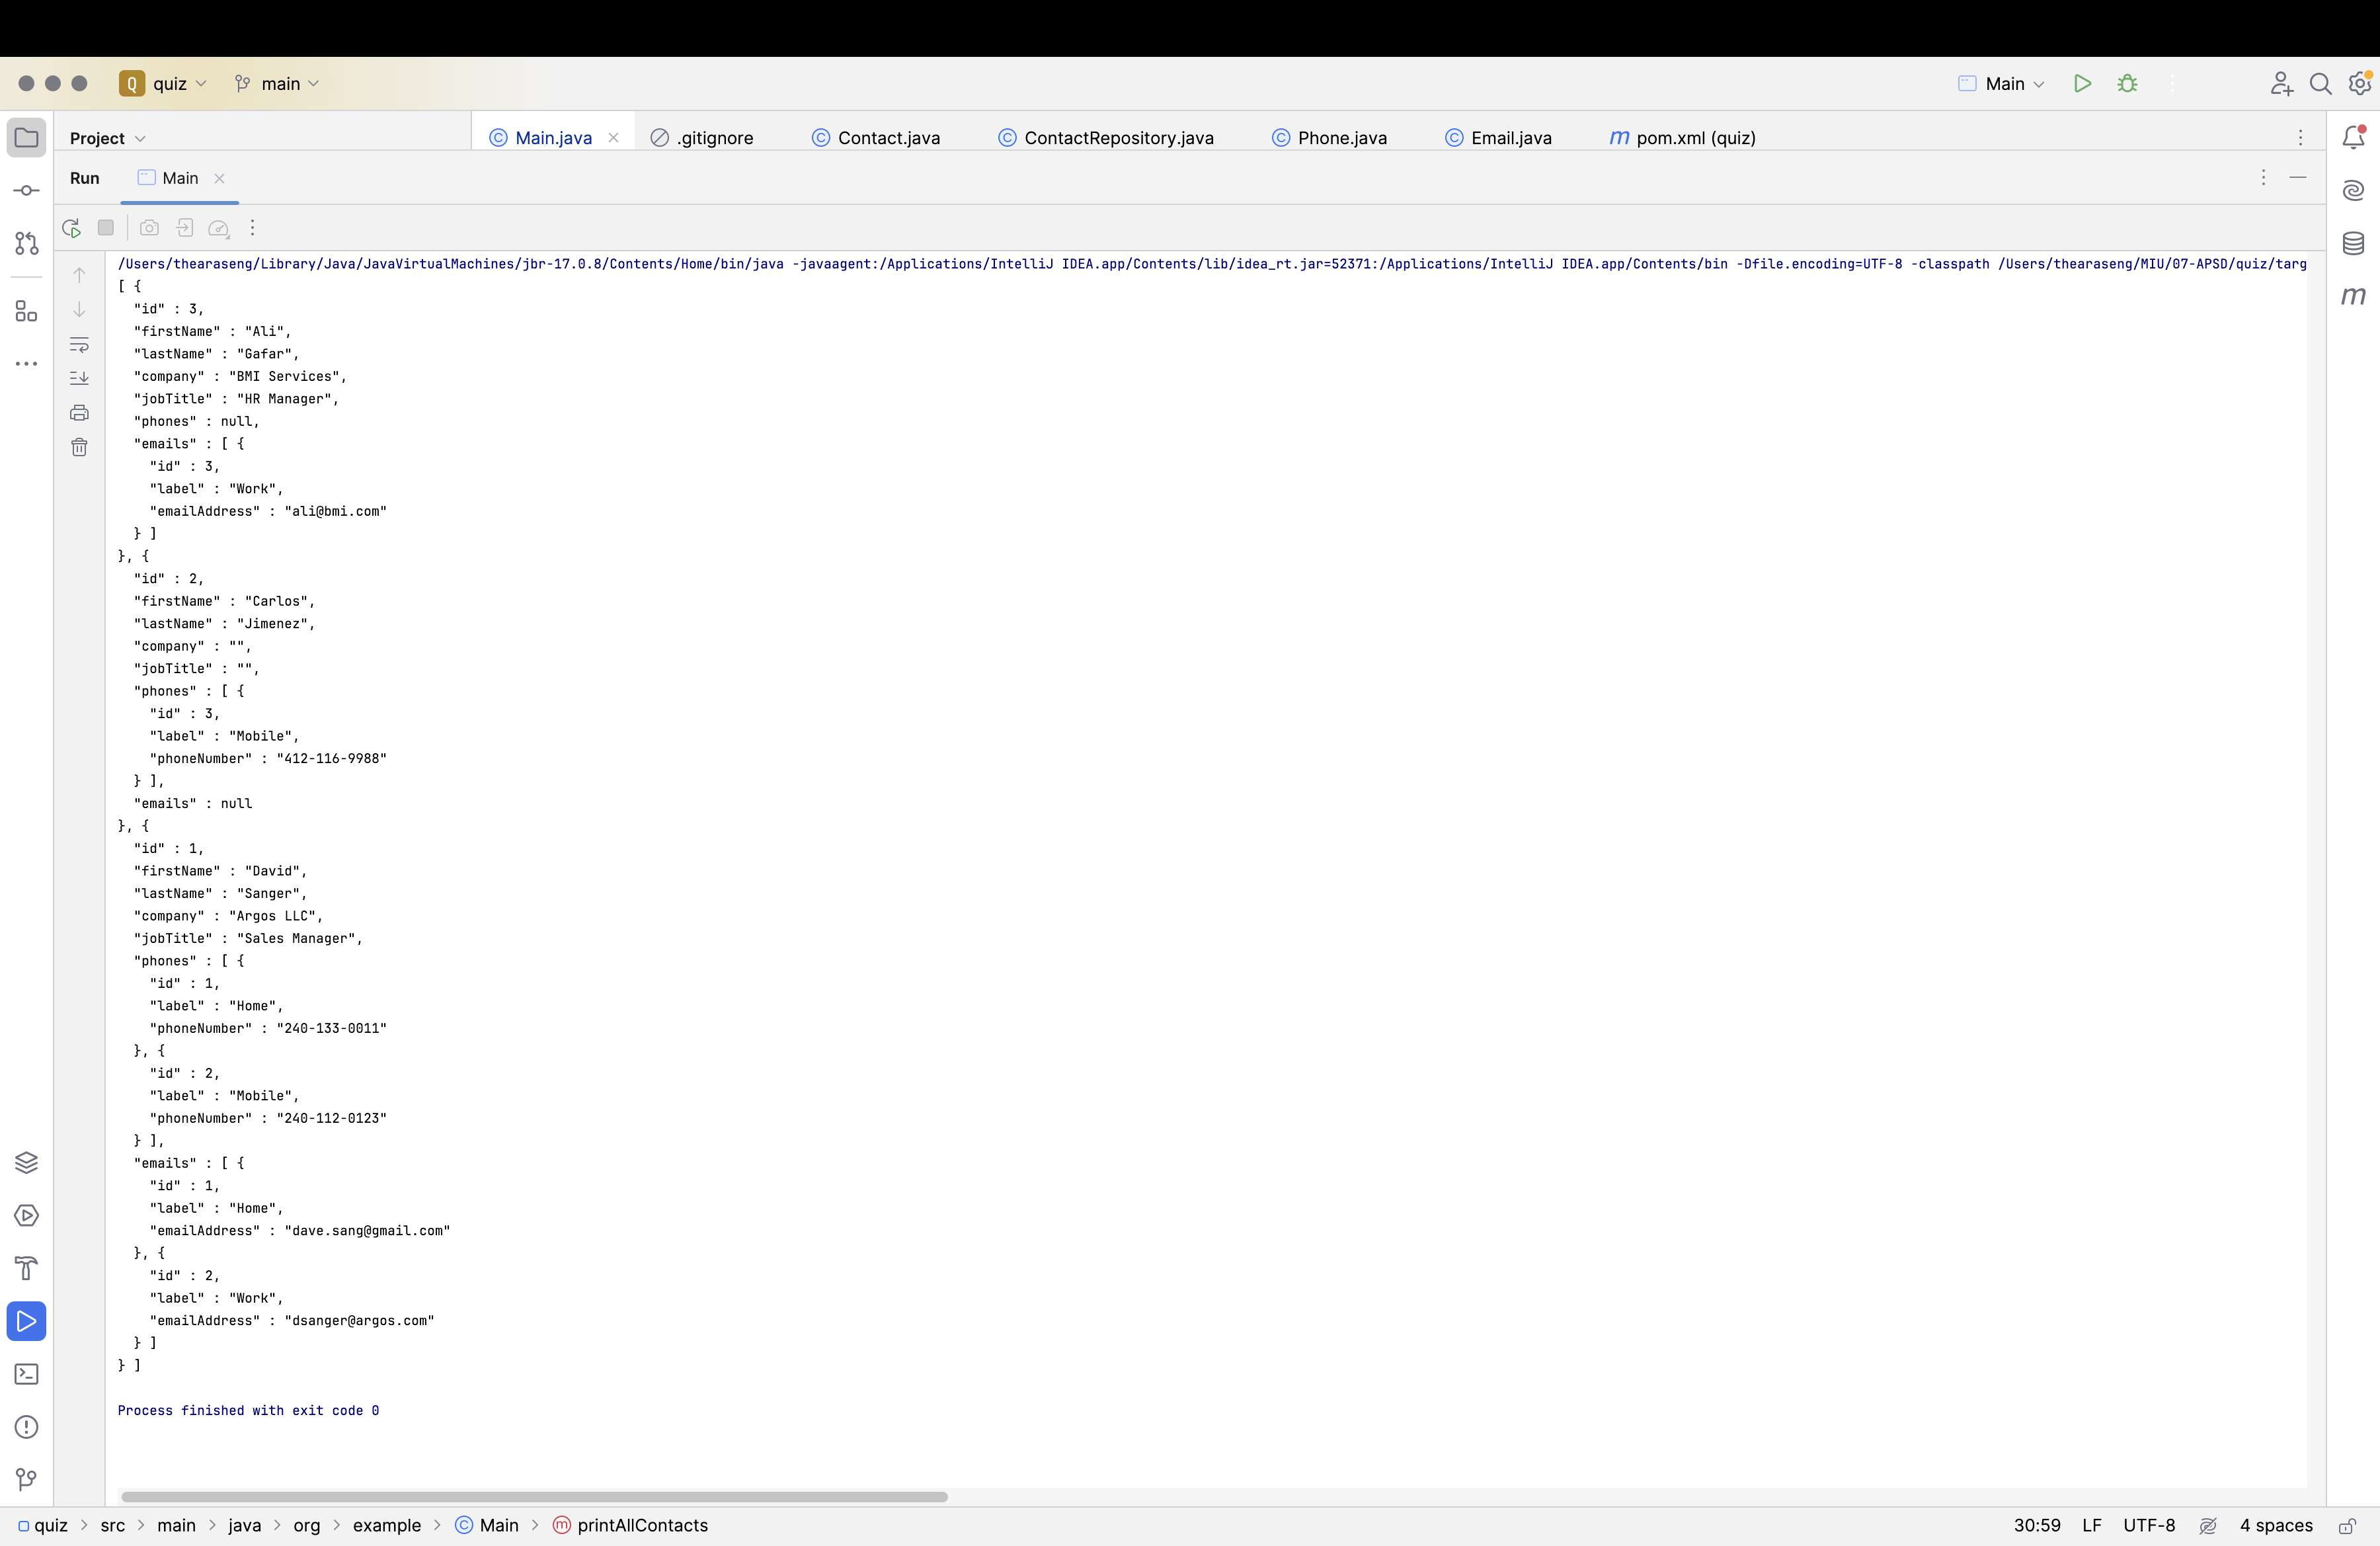 Q quiz main Main
Project Main.java .gitignore Contact.java ContactRepository.java Phone.java Email.java pom.xml (quiz)
Run Main
/Users/thearaseng/Library/Java/JavaVirtualMachines/jbr-17.0.8/Contents/Home/bin/java -javaagent:/Applications/IntelliJ IDEA.app/Contents/lib/idea_rt.jar=52371:/Applications/IntelliJ IDEA.app/Contents/bin -Dfile.encoding=UTF-8 -classpath /Users/thearaseng/MIU/07-APSD/quiz/targ
[ {
  "id" : 3,
  "firstName" : "Ali",
  "lastName" : "Gafar",
  "company" : "BMI Services",
  "jobTitle" : "HR Manager",
  "phones" : null,
  "emails" : [ {
    "id" : 3,
    "label" : "Work",
    "emailAddress" : "ali@bmi.com"
  } ]
}, {
  "id" : 2,
  "firstName" : "Carlos",
  "lastName" : "Jimenez",
  "company" : "",
  "jobTitle" : "",
  "phones" : [ {
    "id" : 3,
    "label" : "Mobile",
    "phoneNumber" : "412-116-9988"
  } ],
  "emails" : null
}, {
  "id" : 1,
  "firstName" : "David",
  "lastName" : "Sanger",
  "company" : "Argos LLC",
  "jobTitle" : "Sales Manager",
  "phones" : [ {
    "id" : 1,
    "label" : "Home",
    "phoneNumber" : "240-133-0011"
  }, {
    "id" : 2,
    "label" : "Mobile",
    "phoneNumber" : "240-112-0123"
  } ],
  "emails" : [ {
    "id" : 1,
    "label" : "Home",
    "emailAddress" : "dave.sang@gmail.com"
  }, {
    "id" : 2,
    "label" : "Work",
    "emailAddress" : "dsanger@argos.com"
  } ]
} ]
Process finished with exit code 0
quiz > src > main > java > org > example > Main > printAllContacts 30:59 LF UTF-8 4 spaces